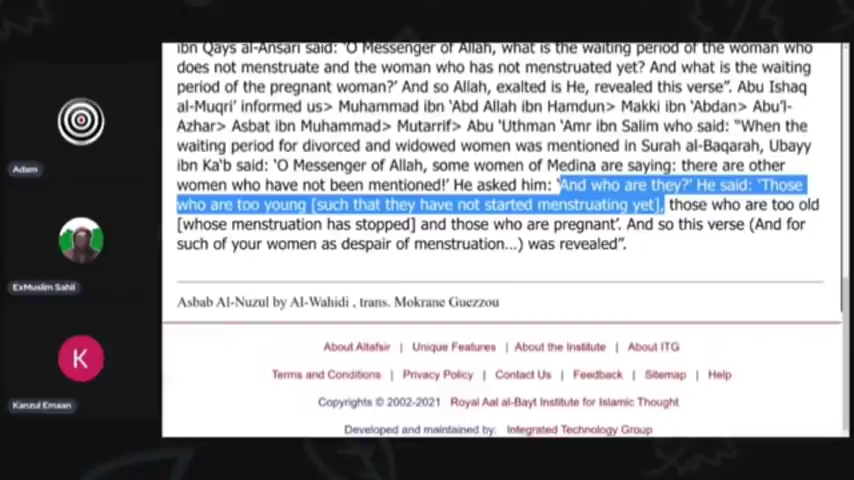 ibn Qays al-Ansari said: 'O Messenger of Allah, what is the waiting period of the woman who
does not menstruate and the woman who has not menstruated yet? And what is the waiting
period of the pregnant woman?' And so Allah, exalted is He, revealed this verse". Abu Ishaq
al-Muqri' informed us> Muhammad ibn 'Abd Allah ibn Hamdun> Makki ibn 'Abdan> Abu'l-
Azhar> Asbat ibn Muhammad> Mutarrif> Abu 'Uthman 'Amr ibn Salim who said: "When the
Adam
waiting period for divorced and widowed women was mentioned in Surah al-Baqarah, Ubayy
ibn Ka'b said: 'O Messenger of Allah, some women of Medina are saying: there are other
women who have not been mentioned!' He asked him: 'And who are they?' He said: 'Those
who are too young [such that they have not started menstruating yet], those who are too old
[whose menstruation has stopped] and those who are pregnant'. And so this verse (And for
such of your women as despair of menstruation...) was revealed".
ExMuslim Sahil
Asbab Al-Nuzul by Al-Wahidi , trans. Mokrane Guezzou
About Altafsir | Unique Features | About the Institute | About ITG
K
Terms and Conditions | Privacy Policy | Contact Us | Feedback | Sitemap | Help
Kanzul Emaan
Copyrights © 2002-2021 Royal Aal al-Bayt Institute for Islamic Thought
Developed and maintained by: Integrated Technology Group